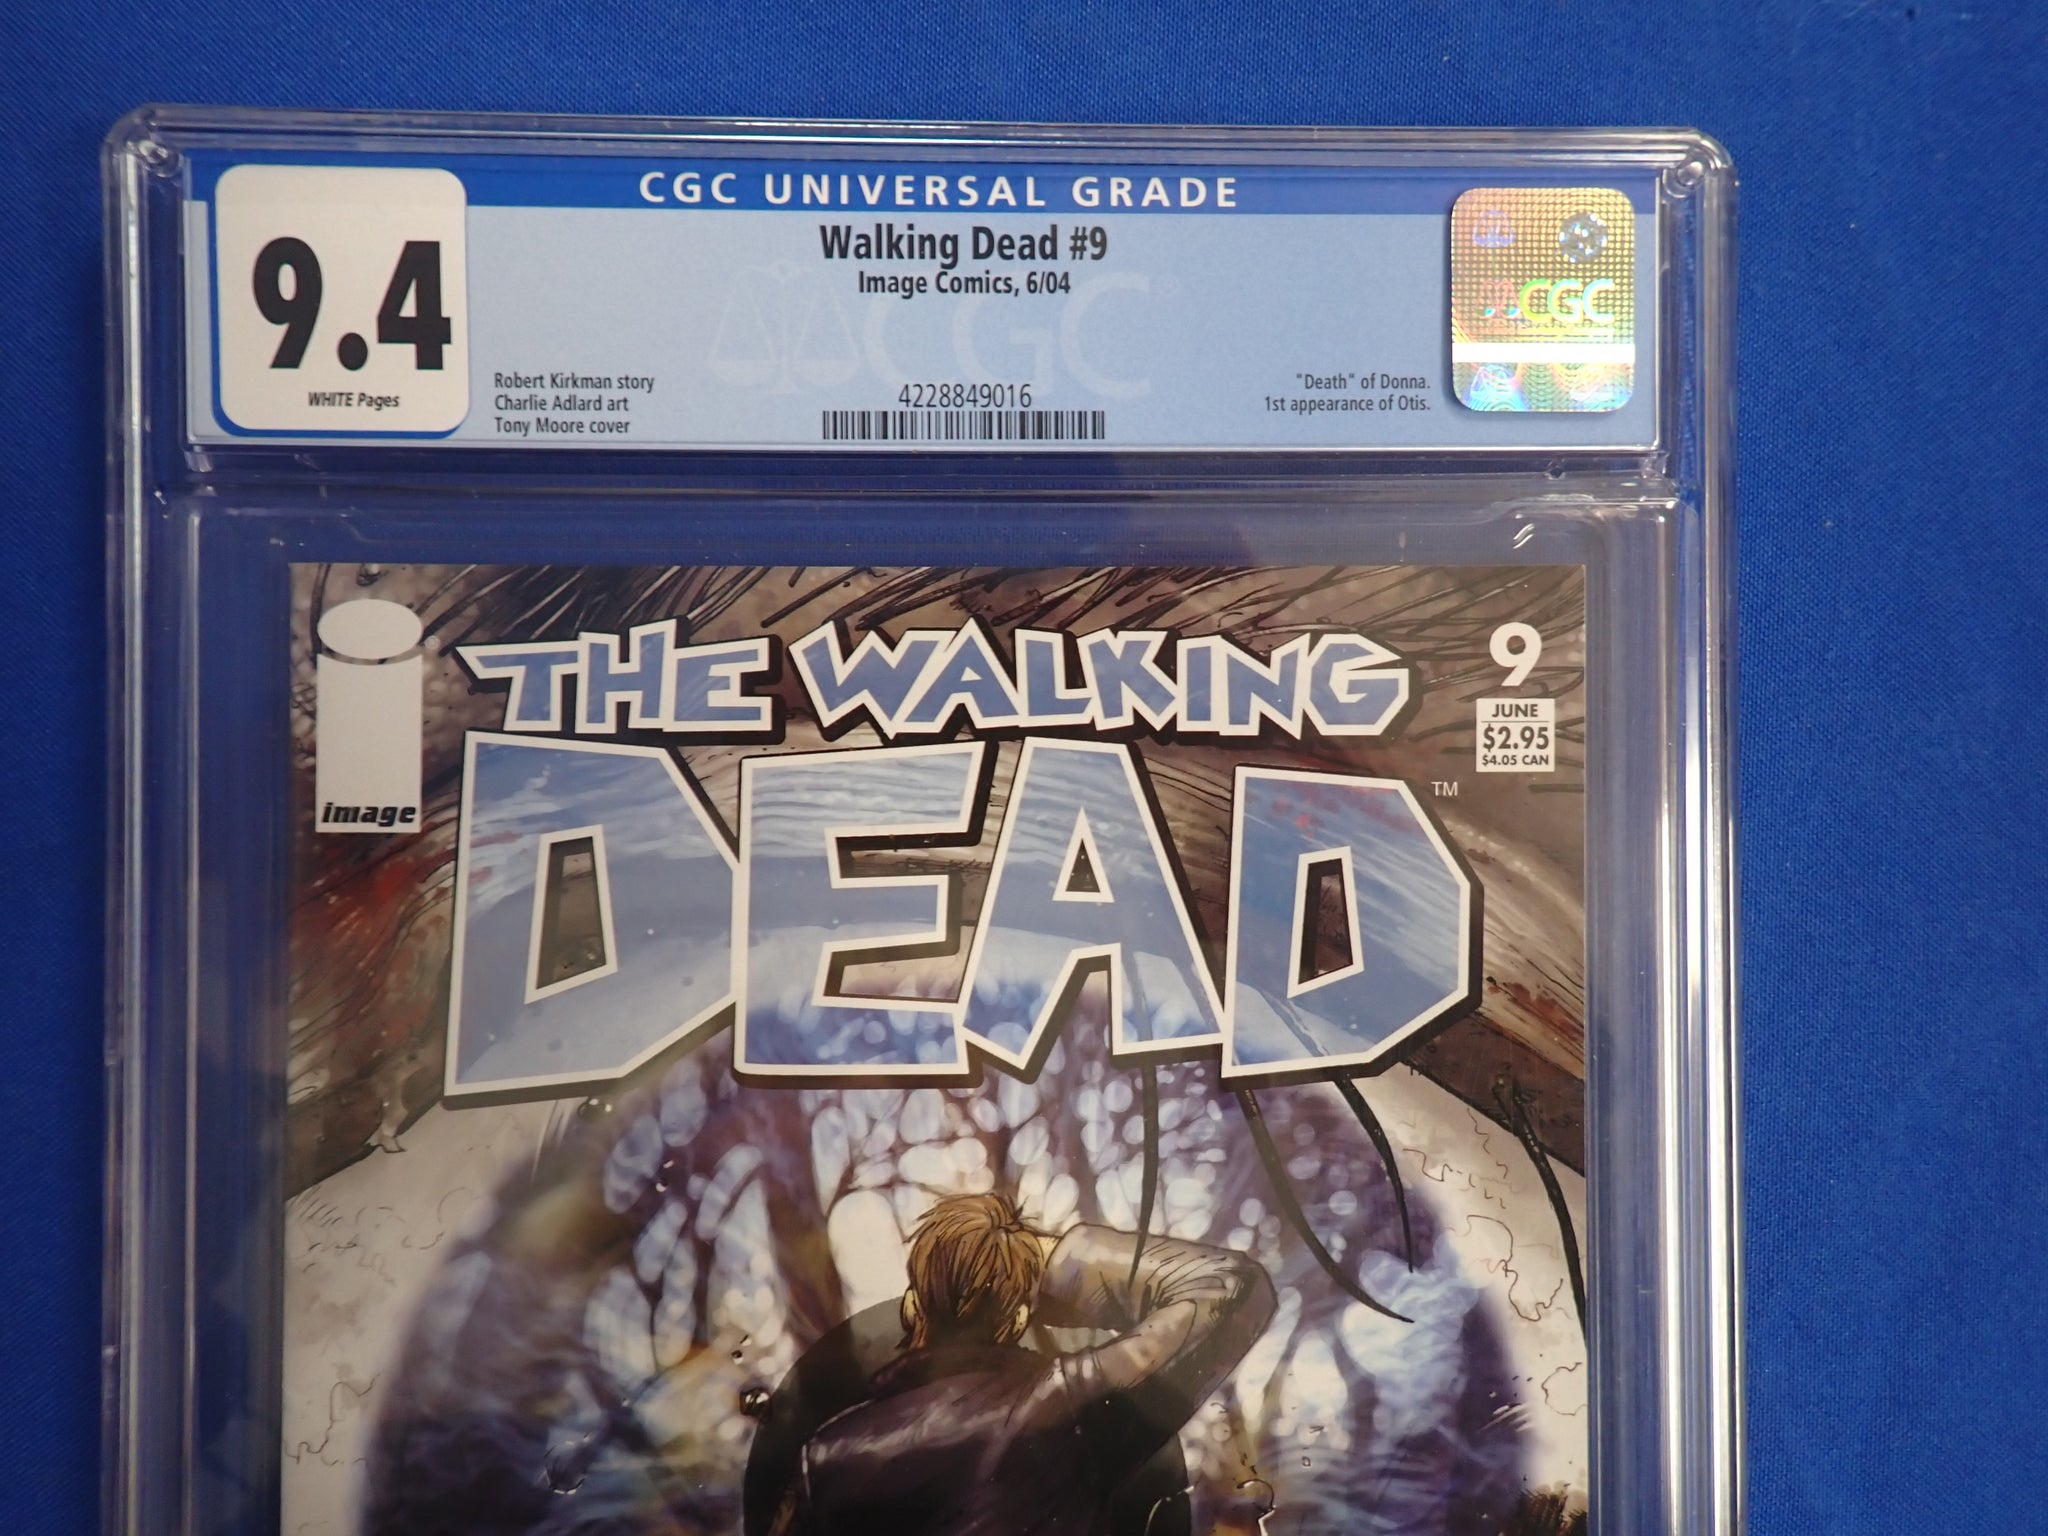 CGC UNIVERSAL GRADE
9.4
WHITE Pages
Walking Dead #9
Image Comics, 6/04
Robert Kirkman story
Charlie Adlard art
Tony Moore cover
4228849016
"Death" of Donna.
1st appearance of Otis.
CGC
CGC
image
THE WALKING
DEAD
TM
9
JUNE
$2.95
$4.05 CAN